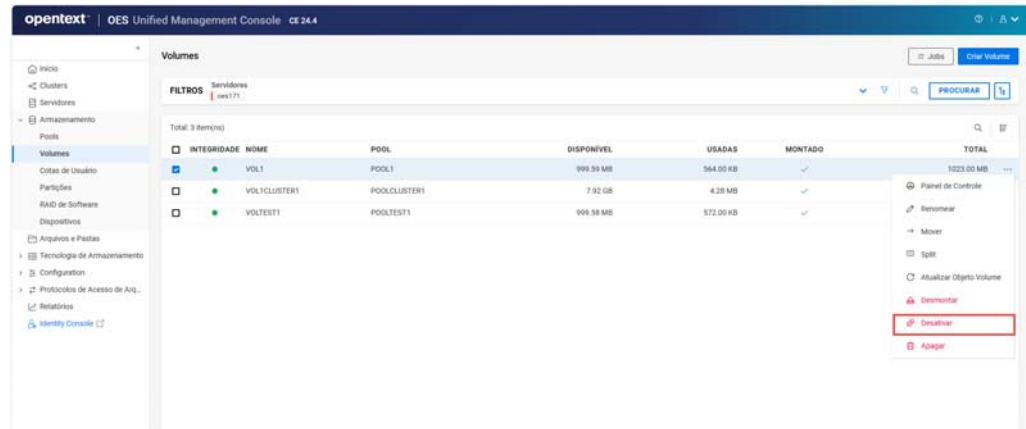 opentext™ | OES Unified Management Console CE 24.4
Volumes
Jobs
Criar Volume
Início
Clusters
Servidores
Armazenamento
Pools
Volumes
Cotas de Usuário
Partições
RAID de Software
Dispositivos
Arquivos e Pastas
Tecnologia de Armazenamento
Configuration
Protocolos de Acesso de Arq...
Relatórios
Identity Console
FILTROS Servidores
oes171
PROCURAR
Total: 3 item(ns)
INTEGRIDADE NOME POOL DISPONÍVEL USADAS MONTADO TOTAL
VOL1 POOL1 999.59 MB 564.00 KB 1023.00 MB ...
VOL1CLUSTER1 POOLCLUSTER1 7.92 GB 4.28 MB
VOLTEST1 POOLTEST1 999.58 MB 572.00 KB
Painel de Controle
Renomear
Mover
Split
Atualizar Objeto Volume
Desmontar
Desativar
Apagar